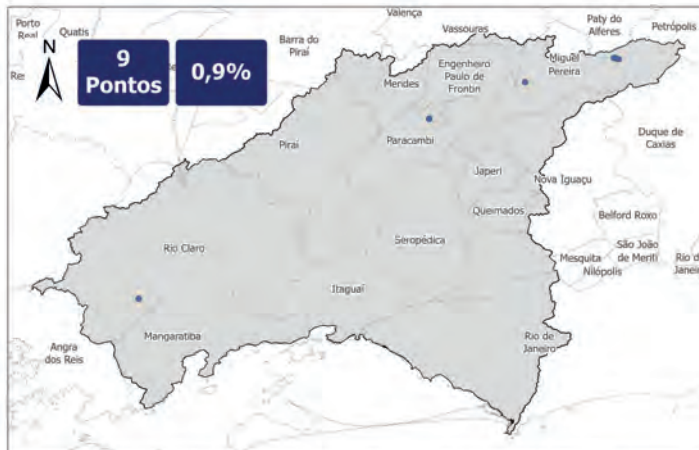 Valença
Porto
Real
Quatis
Barra do
Piraí
Vassouras
Paty do
Alferes
Petrópolis
N
9
Pontos
0,9%
Engenheiro
Paulo de
Frontin
Miguel
Pereira
Mendes
Piraí
Paracambi
Duque de
Caxias
Japeri
Nova Iguaçu
Queimados
Belford Roxo
Rio Claro
Seropédica
São João
de Meriti
Mesquita
Nilópolis
Rio d
Janei
Itaguaí
Mangaratiba
Angra
dos Reis
Rio de
Janeiro